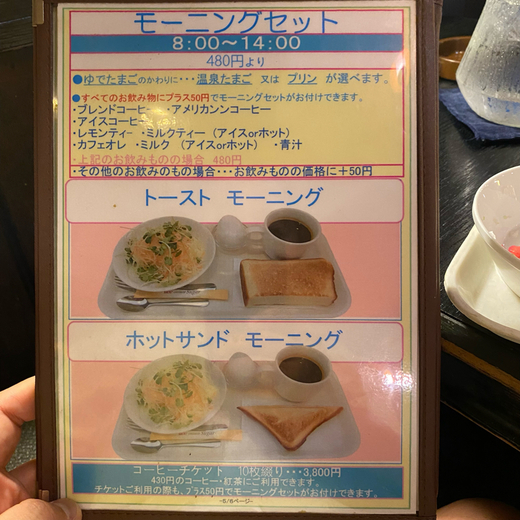 モーニングセット
8:00〜14:00
480円より
●ゆでたまごのかわりに・・・温泉たまご 又は プリン が選べます。
●すべてのお飲み物にプラス50円でモーニングセットがお付けできます。
・ブレンドコーヒー ・アメリカンンコーヒー
・アイスコーヒー
・レモンティー ・ミルクティー（アイスorホット）
・カフェオレ ・ミルク（アイスorホット） ・青汁
・上記のお飲みものの場合 480円
・その他のお飲みものの場合・・・お飲みものの価格に＋50円
トースト モーニング
ホットサンド モーニング
コーヒーチケット 10枚綴り・・・3,800円
430円のコーヒー・紅茶にご利用できます。
チケットご利用の際も、プラス50円でモーニングセットがお付けできます。
-5/6ページ-